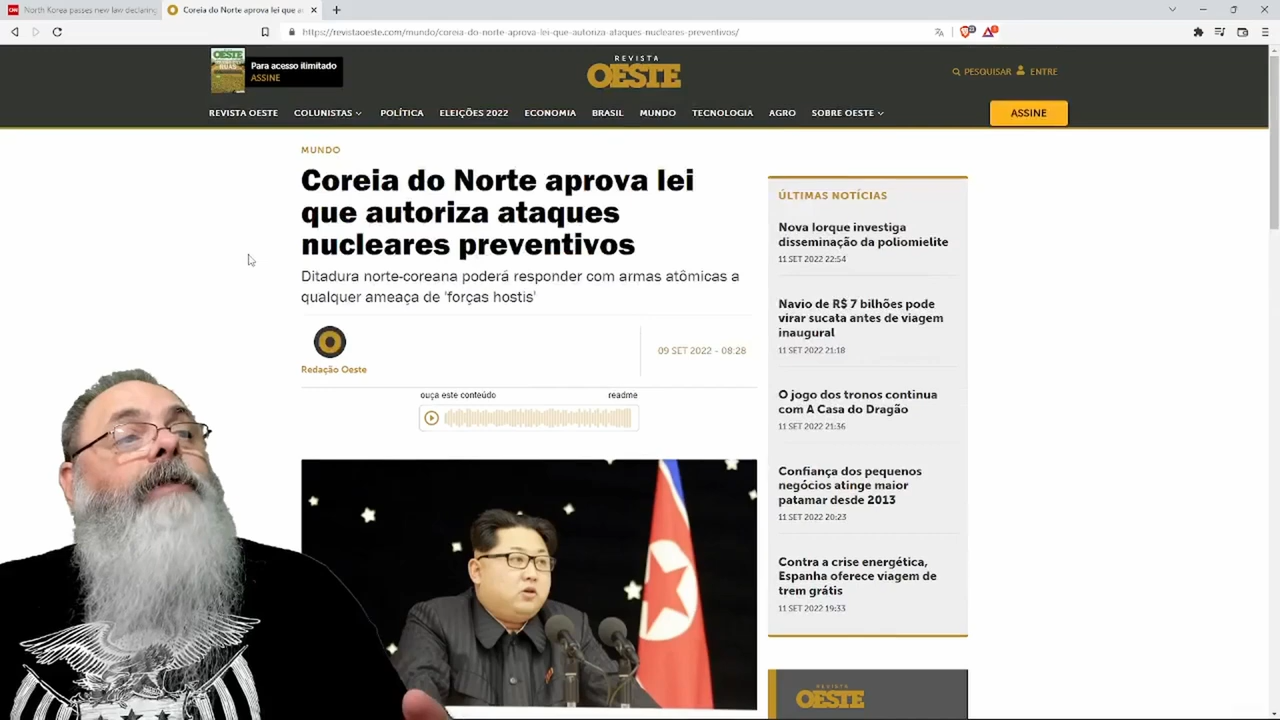 North Korea passes new law declaring
Coreia do Norte aprova lei que a
https://revistaoeste.com/mundo/coreia-do-norte-aprova-lei-que-autoriza-ataques-nucleares-preventivos/
OESTE
Para acesso ilimitado
ASSINE
REVISTA
OESTE
PESQUISAR
ENTRE
REVISTA OESTE
COLUNISTAS
POLÍTICA
ELEIÇÕES 2022
ECONOMIA
BRASIL
MUNDO
TECNOLOGIA
AGRO
SOBRE OESTE
ASSINE
MUNDO
Coreia do Norte aprova lei
que autoriza ataques
nucleares preventivos
Ditadura norte-coreana poderá responder com armas atômicas a
qualquer ameaça de 'forças hostis'
Redação Oeste
09 SET 2022 - 08:28
ouça este conteúdo
readme
ÚLTIMAS NOTÍCIAS
Nova Iorque investiga
disseminação da poliomielite
11 SET 2022 22:54
Navio de R$ 7 bilhões pode
virar sucata antes de viagem
inaugural
11 SET 2022 21:18
O jogo dos tronos continua
com A Casa do Dragão
11 SET 2022 21:36
Confiança dos pequenos
negócios atinge maior
patamar desde 2013
11 SET 2022 20:23
Contra a crise energética,
Espanha oferece viagem de
trem grátis
11 SET 2022 19:33
REVISTA
OESTE